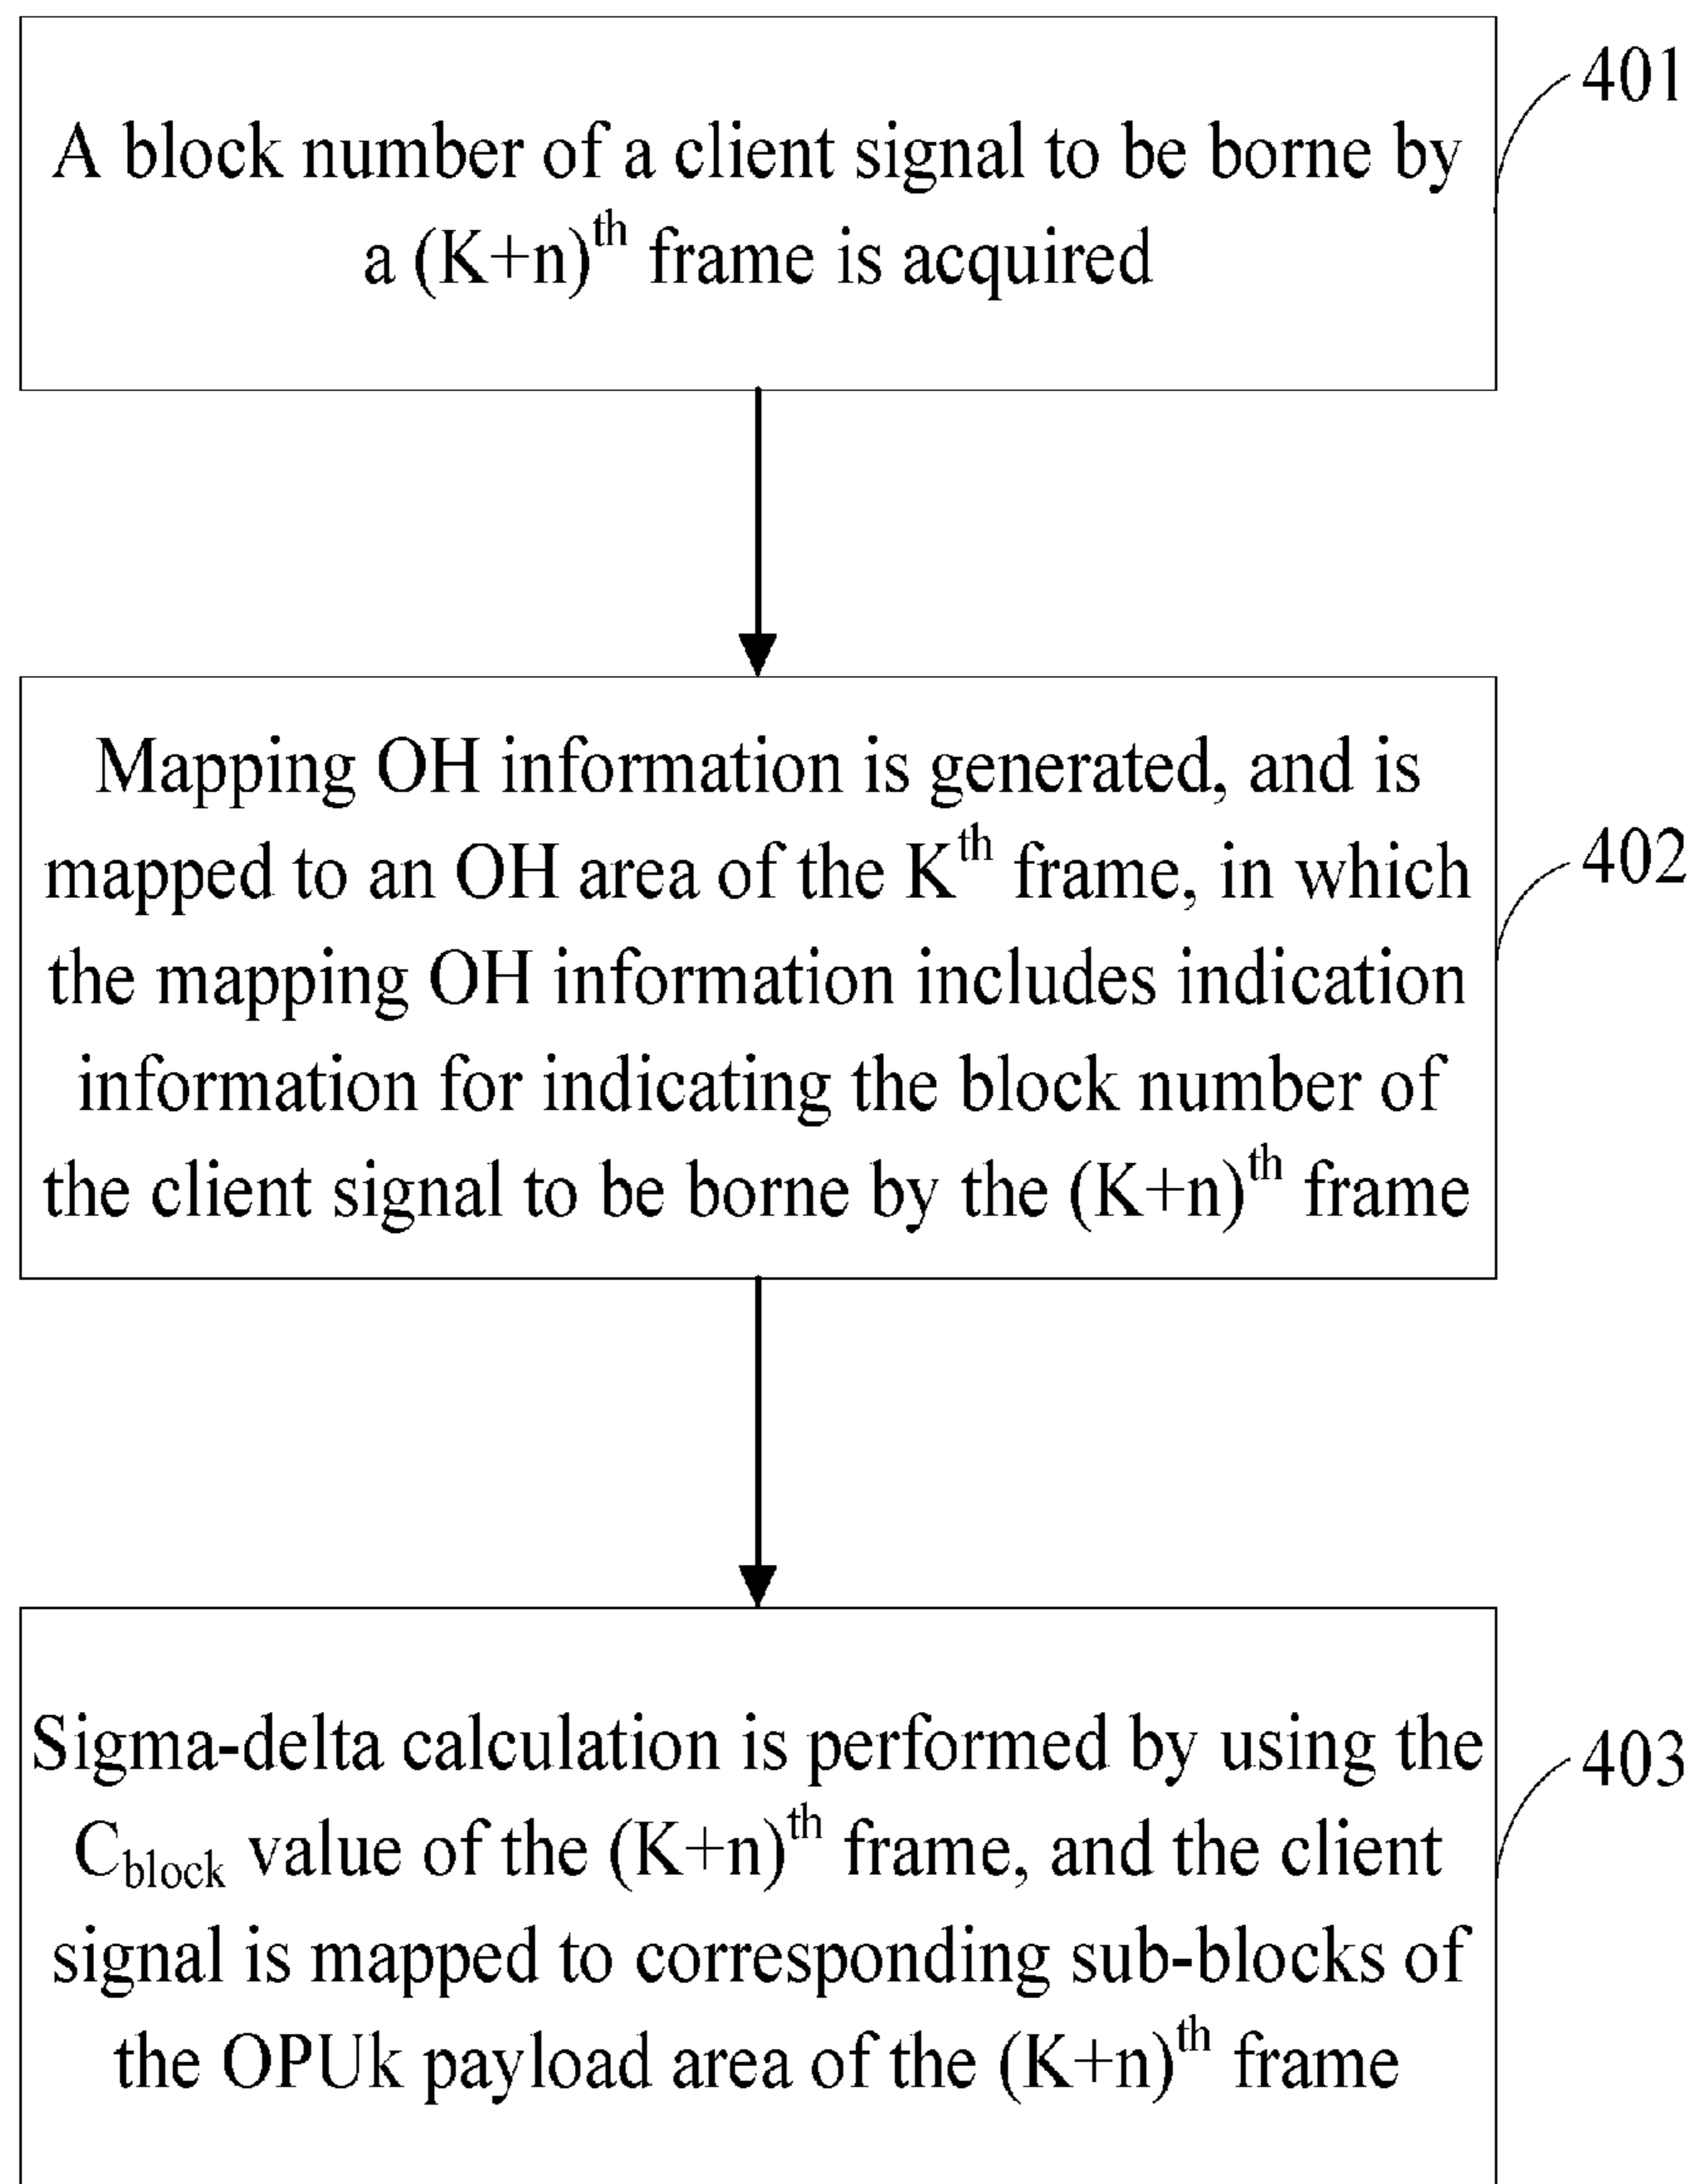 A block number of a client signal to be borne by
a (K+n)th frame is acquired
401
Mapping OH information is generated, and is
mapped to an OH area of the Kth frame, in which
the mapping OH information includes indication
information for indicating the block number of
the client signal to be borne by the (K+n)th frame
402
Sigma-delta calculation is performed by using the
Cblock value of the (K+n)th frame, and the client
signal is mapped to corresponding sub-blocks of
the OPUk payload area of the (K+n)th frame
403